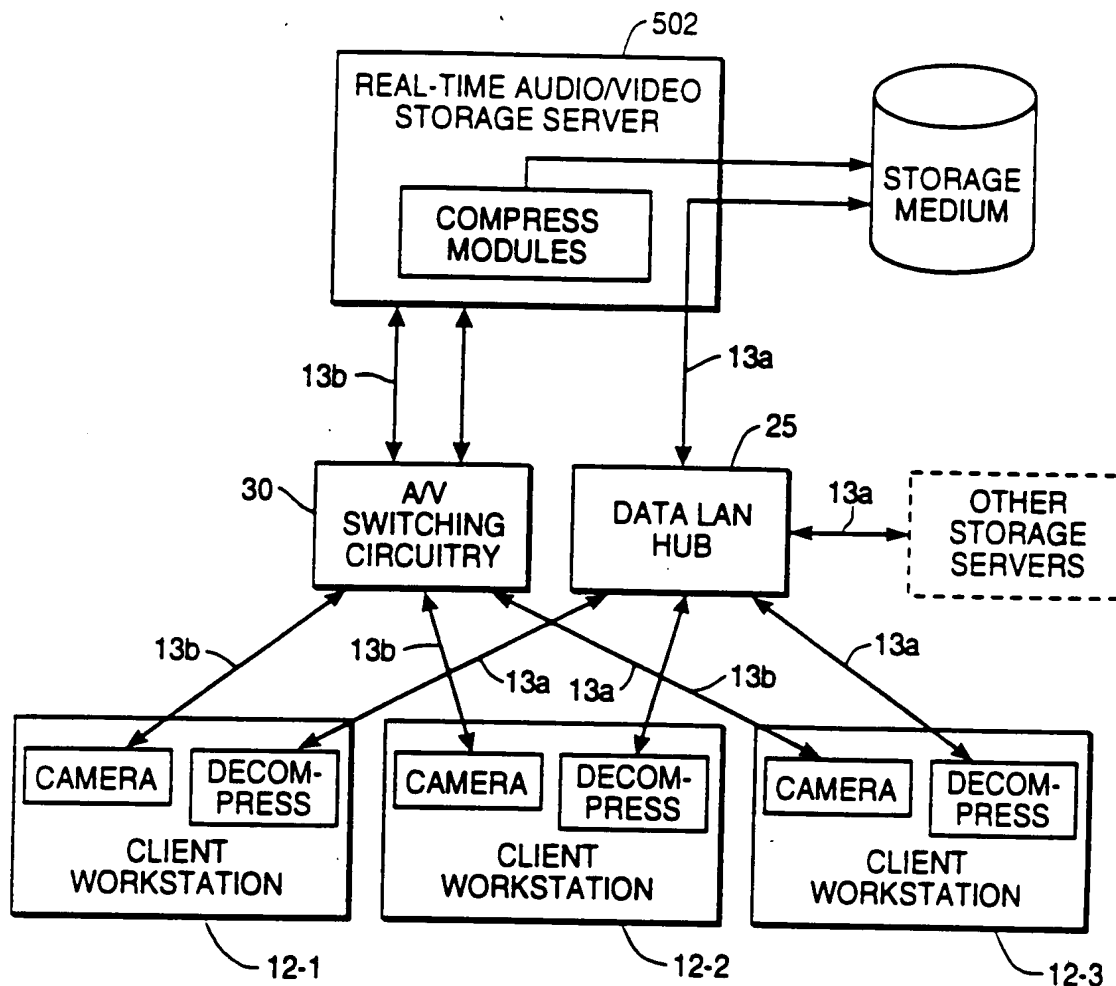 502
REAL-TIME AUDIO/VIDEO
STORAGE SERVER
COMPRESS
MODULES
STORAGE
MEDIUM
13b
13a
25
30
A/V
SWITCHING
CIRCUITRY
DATA LAN
HUB
13a
OTHER
STORAGE
SERVERS
13b
13b
13a
13a
13b
13a
CAMERA
DECOM-
PRESS
CLIENT
WORKSTATION
CAMERA
DECOM-
PRESS
CLIENT
WORKSTATION
CAMERA
DECOM-
PRESS
CLIENT
WORKSTATION
12-1
12-2
12-3